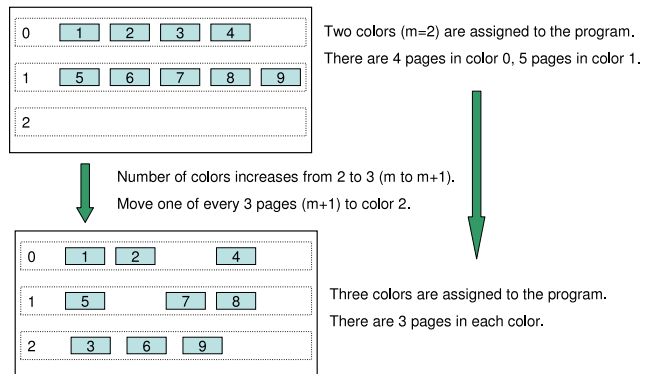 0 1 2 3 4
1 5 6 7 8 9
2
Two colors (m=2) are assigned to the program.
There are 4 pages in color 0, 5 pages in color 1.
Number of colors increases from 2 to 3 (m to m+1).
Move one of every 3 pages (m+1) to color 2.
0 1 2 4
1 5 7 8
2 3 6 9
Three colors are assigned to the program.
There are 3 pages in each color.